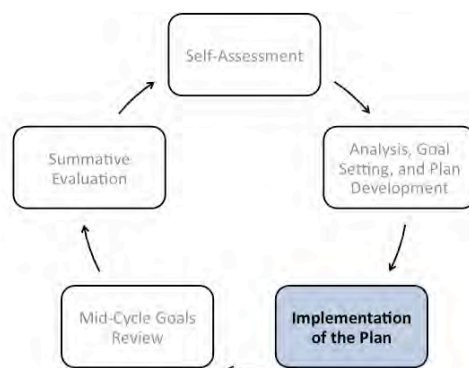 Self-Assessment
Analysis, Goal
Setting, and Plan
Development
Implementation
of the Plan
Mid-Cycle Goals
Review
Summative
Evaluation